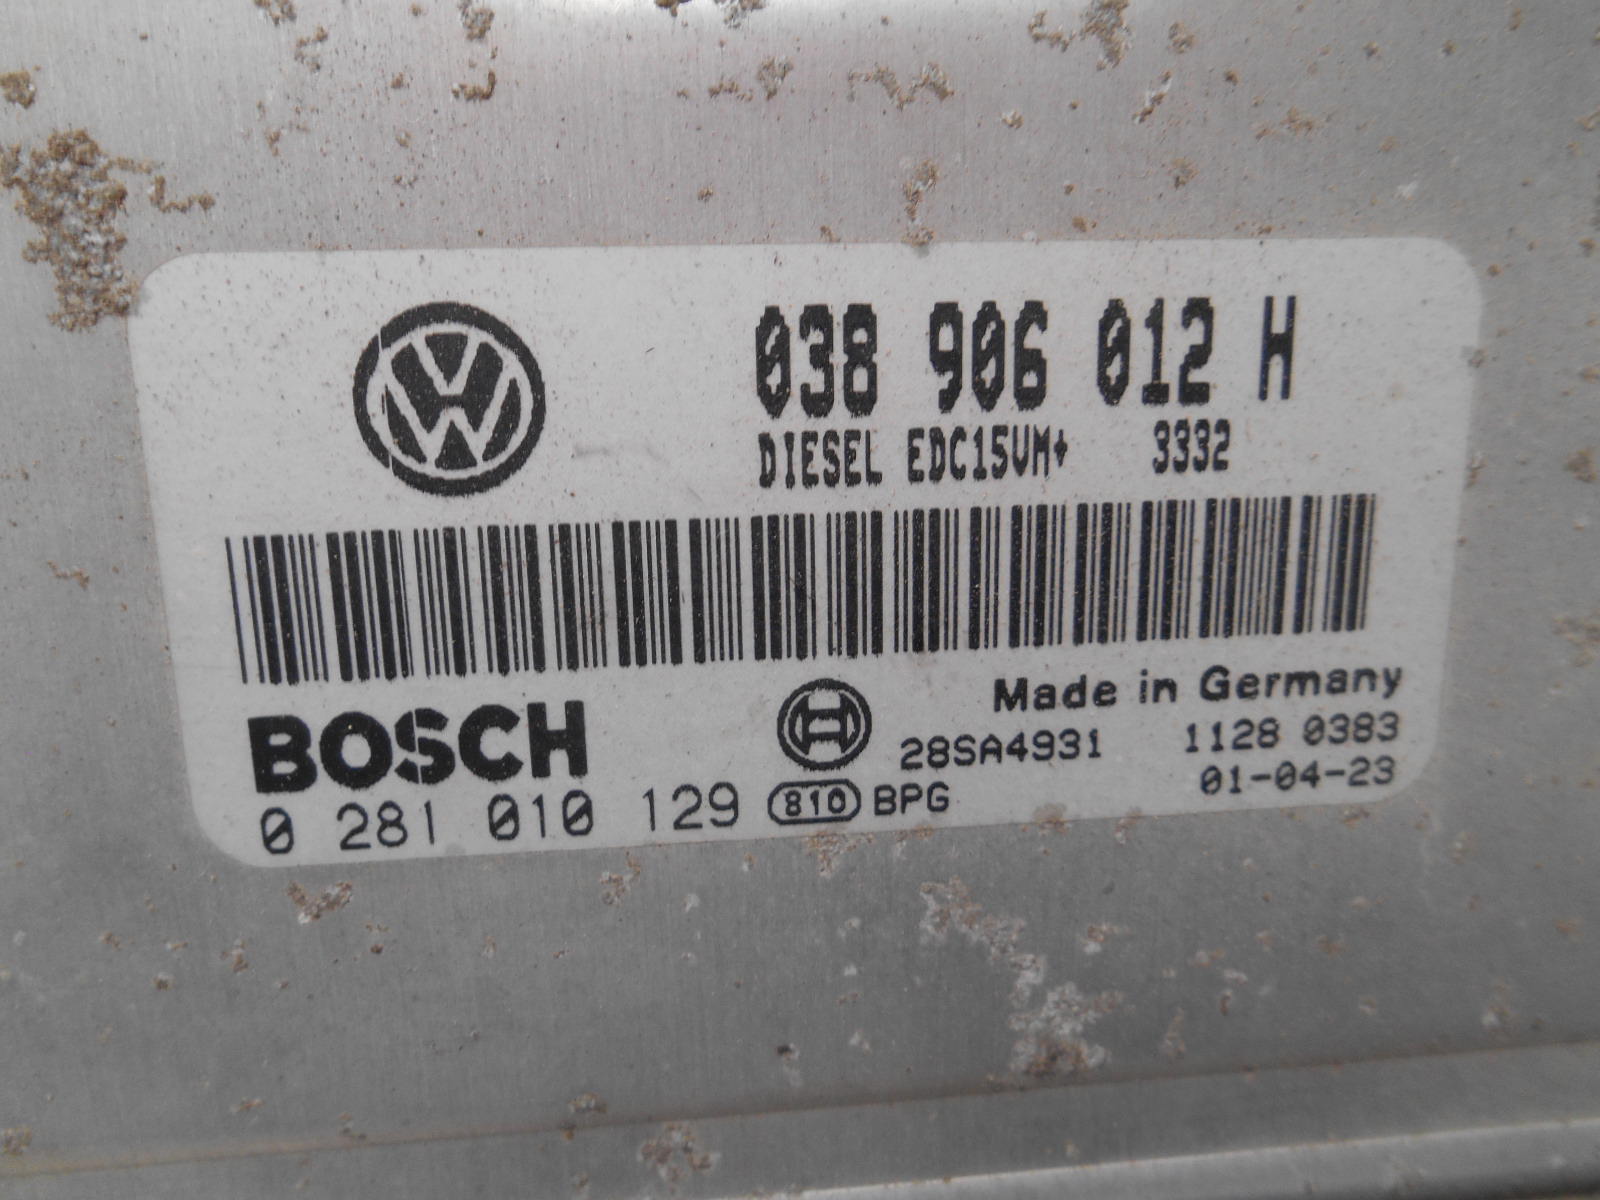 038 906 012 H
DIESEL EDC15VM+ 3332
Made in Germany
BOSCH 28SA4931 1128 0383
0 281 010 129 810 BPG 01-04-23